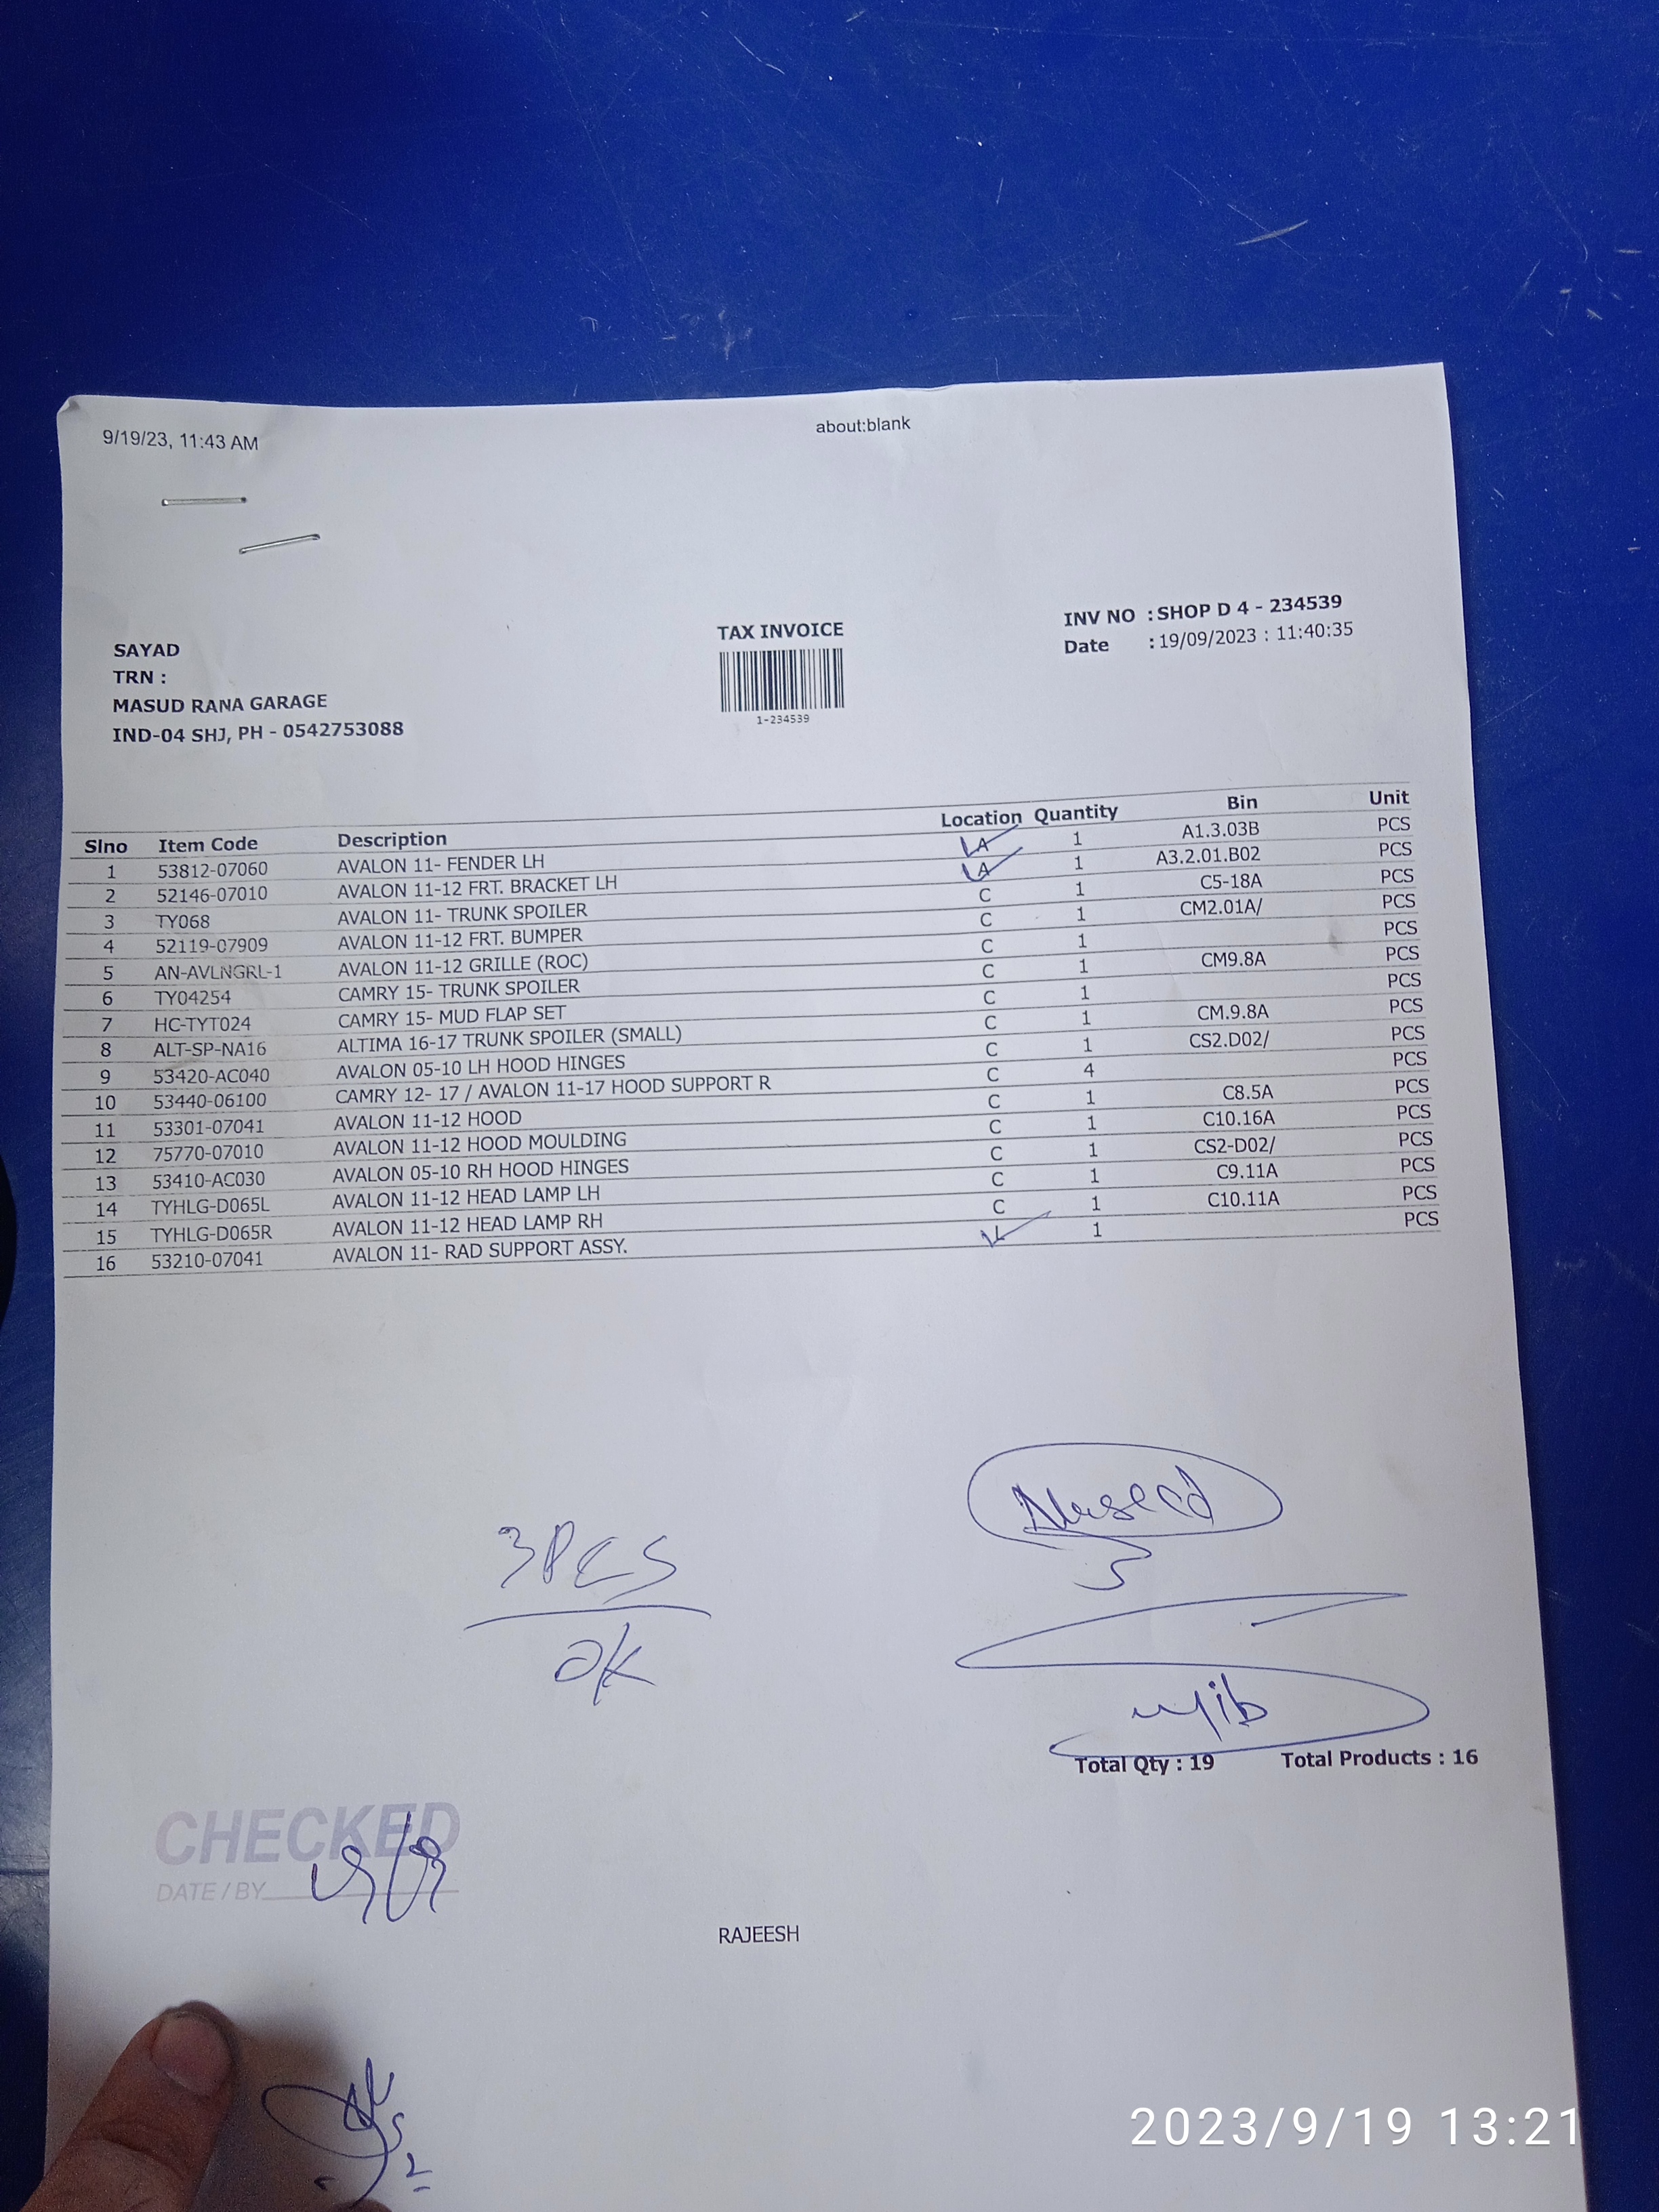 9/19/23, 11:43 AM
about:blank
SAYAD
TRN :
MASUD RANA GARAGE
IND-04 SHJ, PH - 0542753088
TAX INVOICE
1-234539
INV NO : SHOP D 4 - 234539
Date : 19/09/2023 : 11:40:35
Slno Item Code Description Location Quantity Bin Unit
1 53812-07060 AVALON 11- FENDER LH A 1 A1.3.03B PCS
2 52146-07010 AVALON 11-12 FRT. BRACKET LH A 1 A3.2.01.B02 PCS
3 TY068 AVALON 11- TRUNK SPOILER C 1 C5-18A PCS
4 52119-07909 AVALON 11-12 FRT. BUMPER C 1 CM2.01A/ PCS
5 AN-AVLNGRL-1 AVALON 11-12 GRILLE (ROC) C 1 PCS
6 TY04254 CAMRY 15- TRUNK SPOILER C 1 CM9.8A PCS
7 HC-TYT024 CAMRY 15- MUD FLAP SET C 1 PCS
8 ALT-SP-NA16 ALTIMA 16-17 TRUNK SPOILER (SMALL) C 1 CM.9.8A PCS
9 53420-AC040 AVALON 05-10 LH HOOD HINGES C 1 CS2.D02/ PCS
10 53440-06100 CAMRY 12- 17 / AVALON 11-17 HOOD SUPPORT R C 4 PCS
11 53301-07041 AVALON 11-12 HOOD C 1 C8.5A PCS
12 75770-07010 AVALON 11-12 HOOD MOULDING C 1 C10.16A PCS
13 53410-AC030 AVALON 05-10 RH HOOD HINGES C 1 CS2-D02/ PCS
14 TYHLG-D065L AVALON 11-12 HEAD LAMP LH C 1 C9.11A PCS
15 TYHLG-D065R AVALON 11-12 HEAD LAMP RH C 1 C10.11A PCS
16 53210-07041 AVALON 11- RAD SUPPORT ASSY. L 1 PCS
3
3PCS
OK
Total Qty : 19 Total Products : 16
CHECKED
DATE / BY
RAJEESH
2023/9/19 13:21